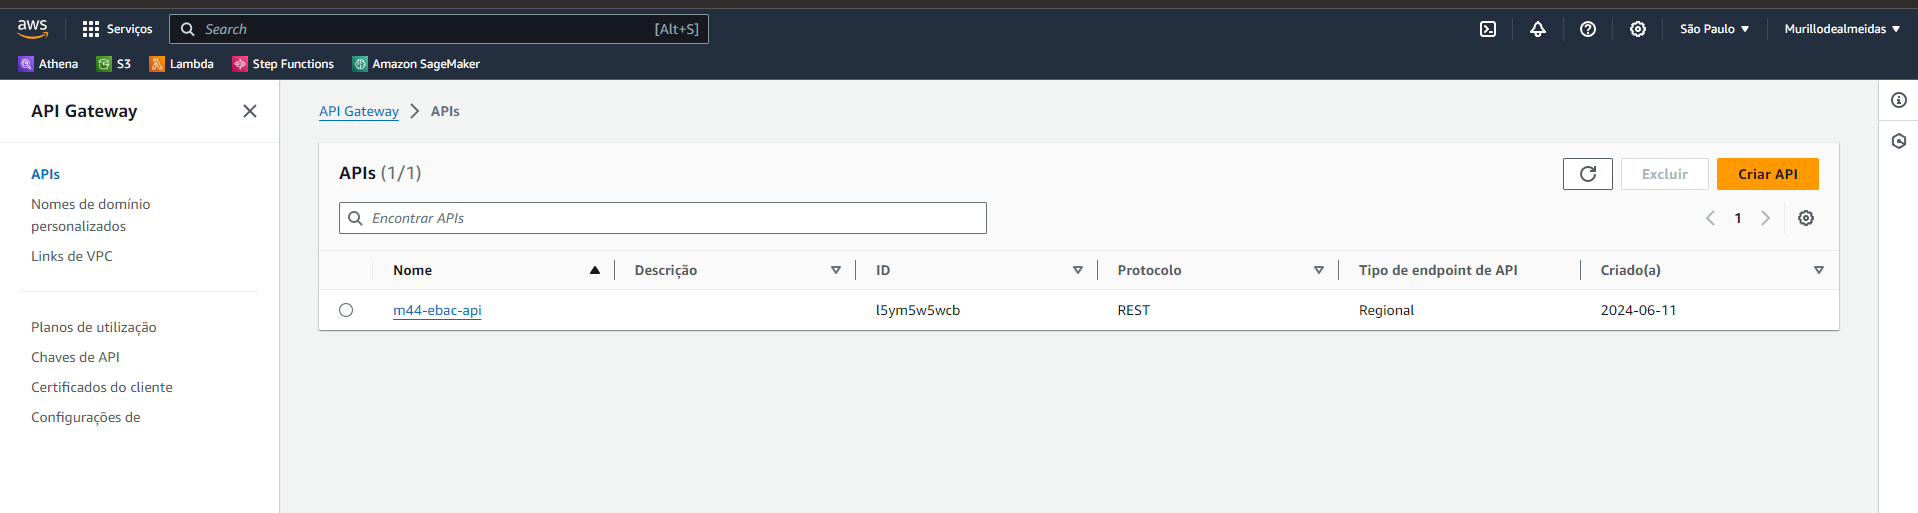 aws
Serviços
Search
[Alt+S]
São Paulo
Murillodealmeidas
Athena
S3
Lambda
Step Functions
Amazon SageMaker
API Gateway
APIs
Nomes de domínio
personalizados
Links de VPC
Planos de utilização
Chaves de API
Certificados do cliente
Configurações de
API Gateway
APIs
APIs (1/1)
Excluir
Criar API
Encontrar APIs
1
Nome
Descrição
ID
Protocolo
Tipo de endpoint de API
Criado(a)
m44-ebac-api
l5ym5w5wcb
REST
Regional
2024-06-11